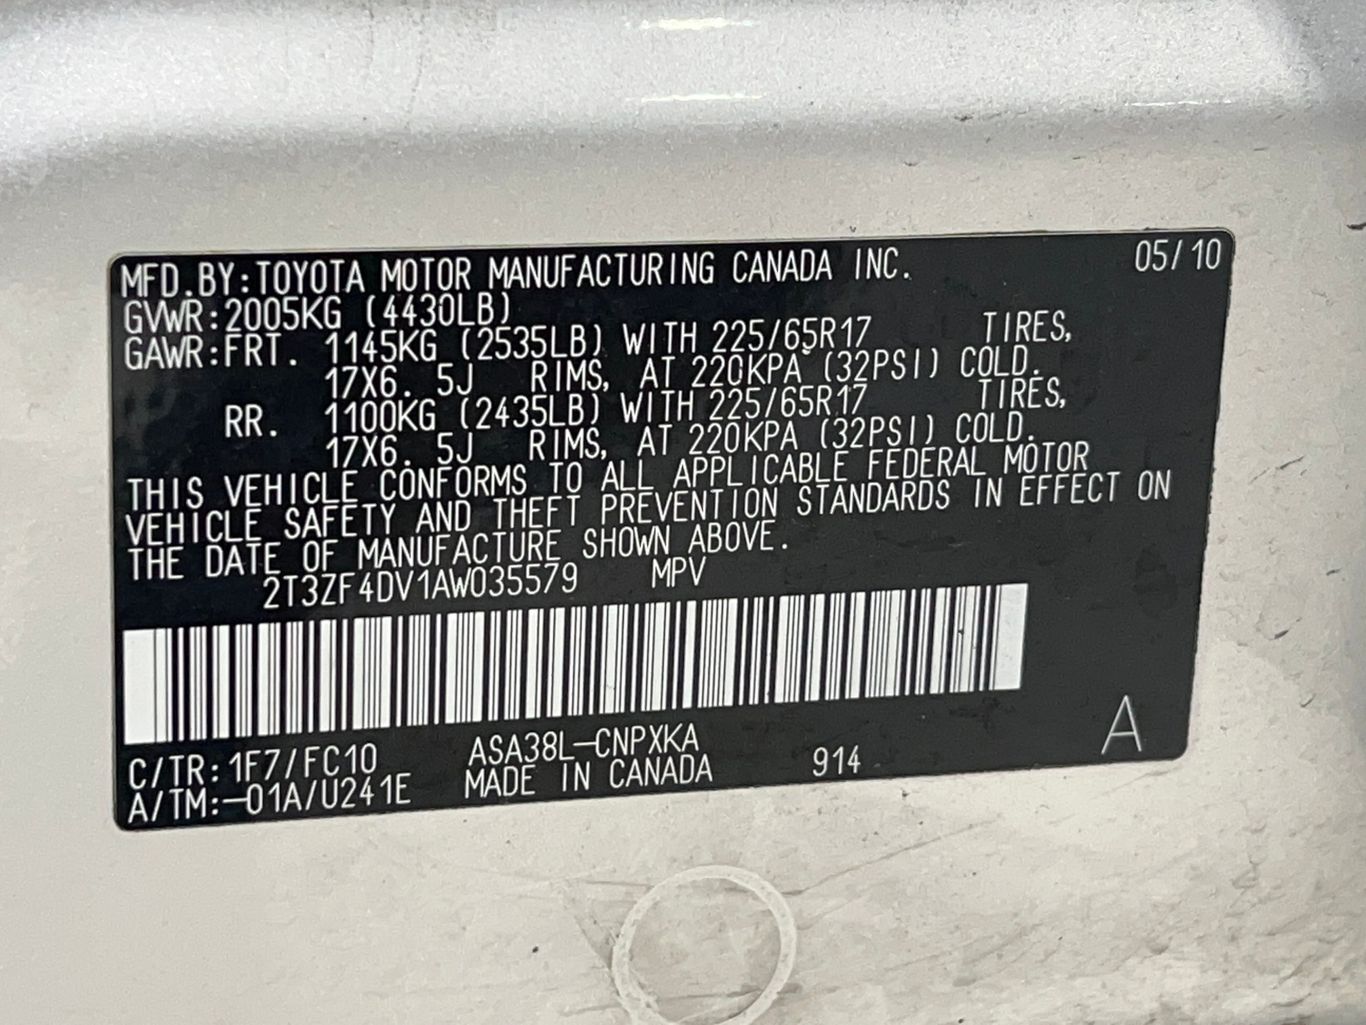 MFD.BY:TOYOTA MOTOR MANUFACTURING CANADA INC. 05/10
GVWR:2005KG (4430LB)
GAWR:FRT. 1145KG (2535LB) WITH 225/65R17 TIRES,
17X6. 5J RIMS, AT 220KPA (32PSI) COLD.
RR. 1100KG (2435LB) WITH 225/65R17 TIRES,
17X6. 5J RIMS, AT 220KPA (32PSI) COLD.
THIS VEHICLE CONFORMS TO ALL APPLICABLE FEDERAL MOTOR
VEHICLE SAFETY AND THEFT PREVENTION STANDARDS IN EFFECT ON
THE DATE OF MANUFACTURE SHOWN ABOVE.
2T3ZF4DV1AW035579 MPV
C/TR:1F7/FC10 ASA38L-CNPXKA
A/TM:-01A/U241E MADE IN CANADA 914 A